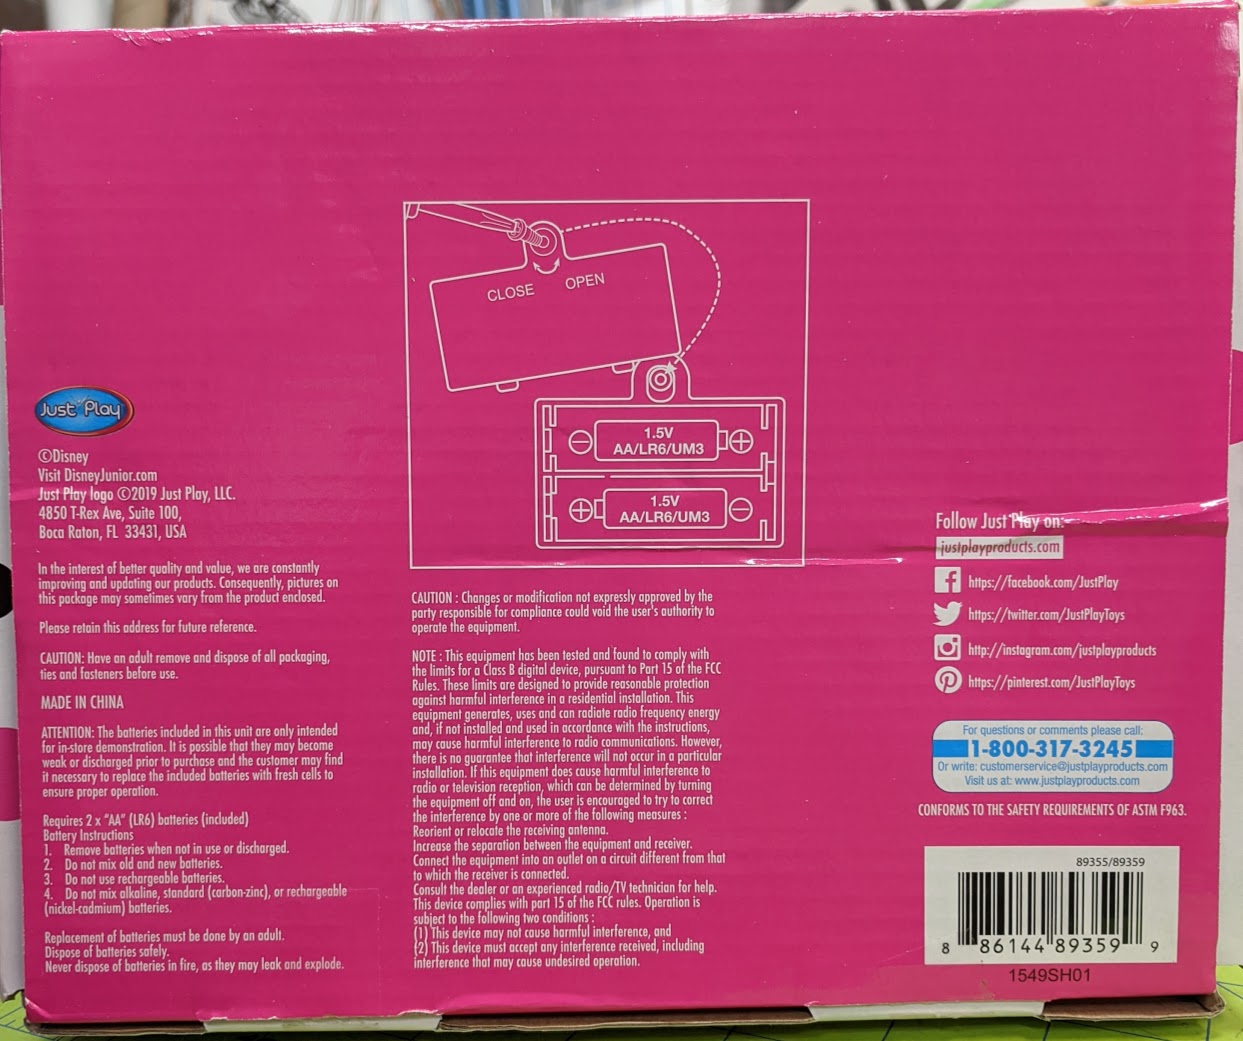 CLOSE OPEN
1.5V
AA/LR6/UM3
1.5V
AA/LR6/UM3
Just Play
©Disney
Visit DisneyJunior.com
Just Play logo ©2019 Just Play, LLC.
4850 T-Rex Ave, Suite 100,
Boca Raton, FL 33431, USA
In the interest of better quality and value, we are constantly
improving and updating our products. Consequently, pictures on
this package may sometimes vary from the product enclosed.
Please retain this address for future reference.
CAUTION: Have an adult remove and dispose of all packaging,
ties and fasteners before use.
MADE IN CHINA
ATTENTION: The batteries included in this unit are only intended
for in-store demonstration. It is possible that they may become
weak or discharged prior to purchase and the customer may find
it necessary to replace the included batteries with fresh cells to
ensure proper operation.
Requires 2 x "AA" (LR6) batteries (included)
Battery Instructions
1. Remove batteries when not in use or discharged.
2. Do not mix old and new batteries.
3. Do not use rechargeable batteries.
4. Do not mix alkaline, standard (carbon-zinc), or rechargeable
(nickel-cadmium) batteries.
Replacement of batteries must be done by an adult.
Dispose of batteries safely.
Never dispose of batteries in fire, as they may leak and explode.
CAUTION : Changes or modification not expressly approved by the
party responsible for compliance could void the user's authority to
operate the equipment.
NOTE : This equipment has been tested and found to comply with
the limits for a Class B digital device, pursuant to Part 15 of the FCC
Rules. These limits are designed to provide reasonable protection
against harmful interference in a residential installation. This
equipment generates, uses and can radiate radio frequency energy
and, if not installed and used in accordance with the instructions,
may cause harmful interference to radio communications. However,
there is no guarantee that interference will not occur in a particular
installation. If this equipment does cause harmful interference to
radio or television reception, which can be determined by turning
the equipment off and on, the user is encouraged to try to correct
the interference by one or more of the following measures :
Reorient or relocate the receiving antenna.
Increase the separation between the equipment and receiver.
Connect the equipment into an outlet on a circuit different from that
to which the receiver is connected.
Consult the dealer or an experienced radio/TV technician for help.
This device complies with part 15 of the FCC rules. Operation is
subject to the following two conditions :
(1) This device may not cause harmful interference, and
(2) This device must accept any interference received, including
interference that may cause undesired operation.
Follow Just Play on:
justplayproducts.com
https://facebook.com/JustPlay
https://twitter.com/JustPlayToys
http://instagram.com/justplayproducts
https://pinterest.com/JustPlayToys
For questions or comments please call:
1-800-317-3245
Or write: customerservice@justplayproducts.com
Visit us at: www.justplayproducts.com
CONFORMS TO THE SAFETY REQUIREMENTS OF ASTM F963.
89355/89359
8 86144 89359 9
1549SH01